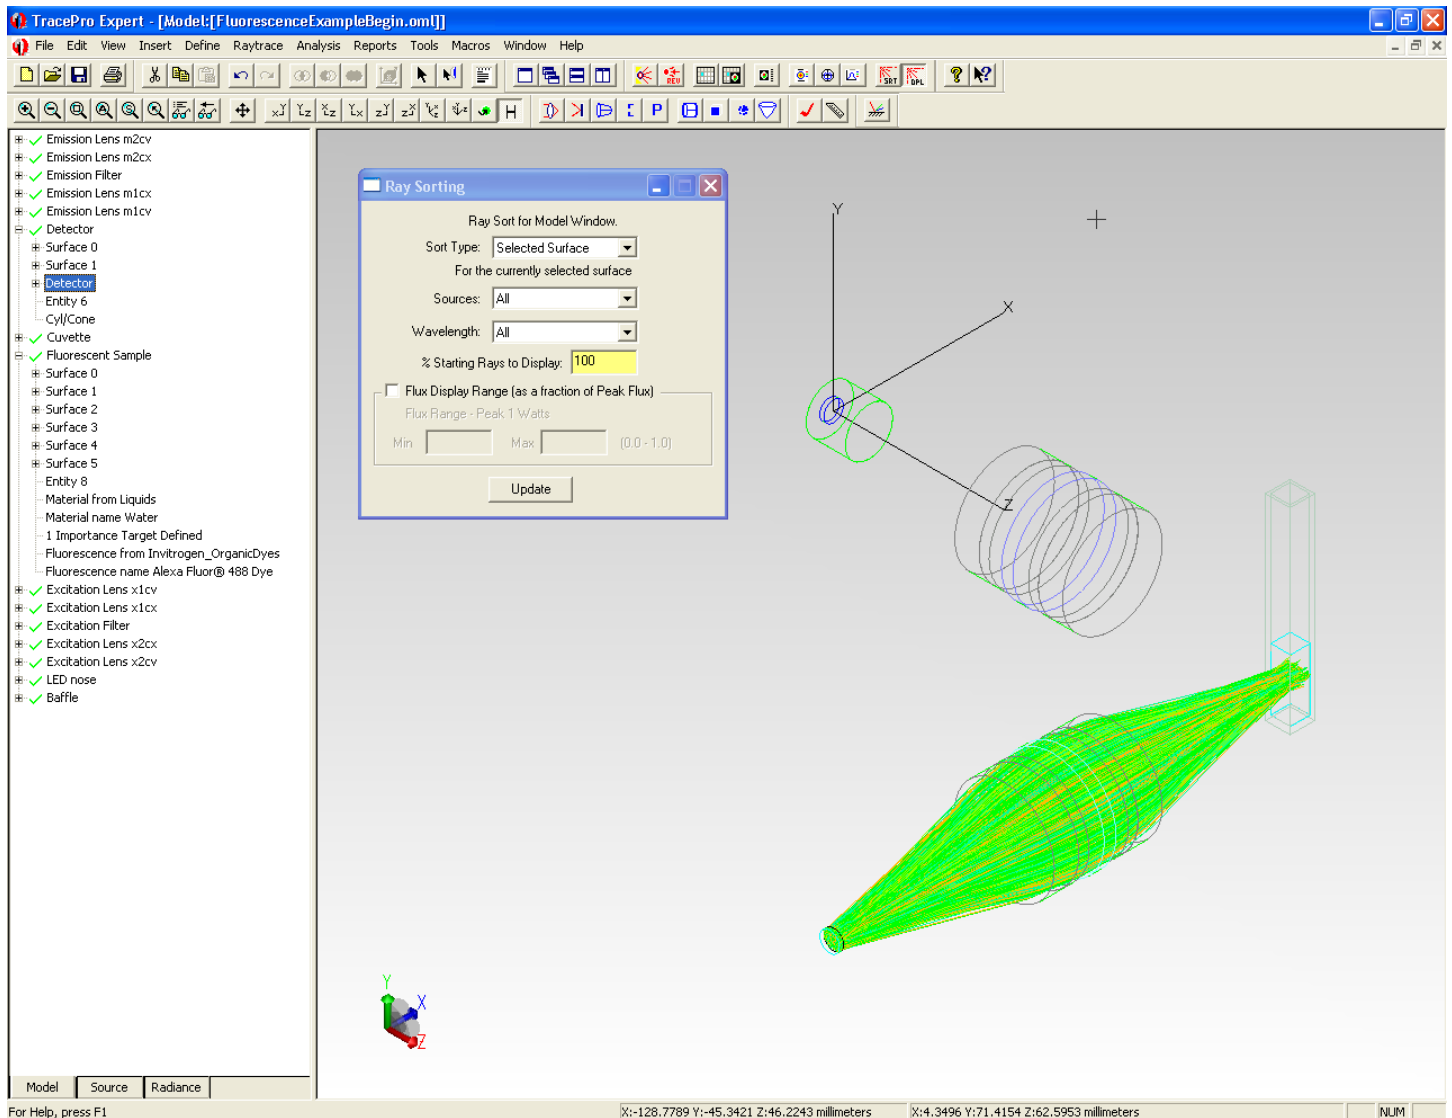 TracePro Expert - [Model:[FluorescenceExampleBegin.oml]]
File Edit View Insert Define Raytrace Analysis Reports Tools Macros Window Help
REV SRT DPL
H P
Emission Lens m2cv
Emission Lens m2cx
Emission Filter
Emission Lens m1cx
Emission Lens m1cv
Detector
Surface 0
Surface 1
Detector
Entity 6
Cyl/Cone
Cuvette
Fluorescent Sample
Surface 0
Surface 1
Surface 2
Surface 3
Surface 4
Surface 5
Entity 8
Material from Liquids
Material name Water
1 Importance Target Defined
Fluorescence from Invitrogen_OrganicDyes
Fluorescence name Alexa Fluor® 488 Dye
Excitation Lens x1cv
Excitation Lens x1cx
Excitation Filter
Excitation Lens x2cx
Excitation Lens x2cv
LED nose
Baffle
Model Source Radiance
Ray Sorting
Ray Sort for Model Window.
Sort Type: Selected Surface
For the currently selected surface
Sources: All
Wavelength: All
% Starting Rays to Display: 100
Flux Display Range (as a fraction of Peak Flux)
Flux Range - Peak 1 Watts
Min Max (0.0 - 1.0)
Update
Y
X
Z
Y
X
Z
For Help, press F1
X:-128.7789 Y:-45.3421 Z:46.2243 millimeters
X:4.3496 Y:71.4154 Z:62.5953 millimeters
NUM